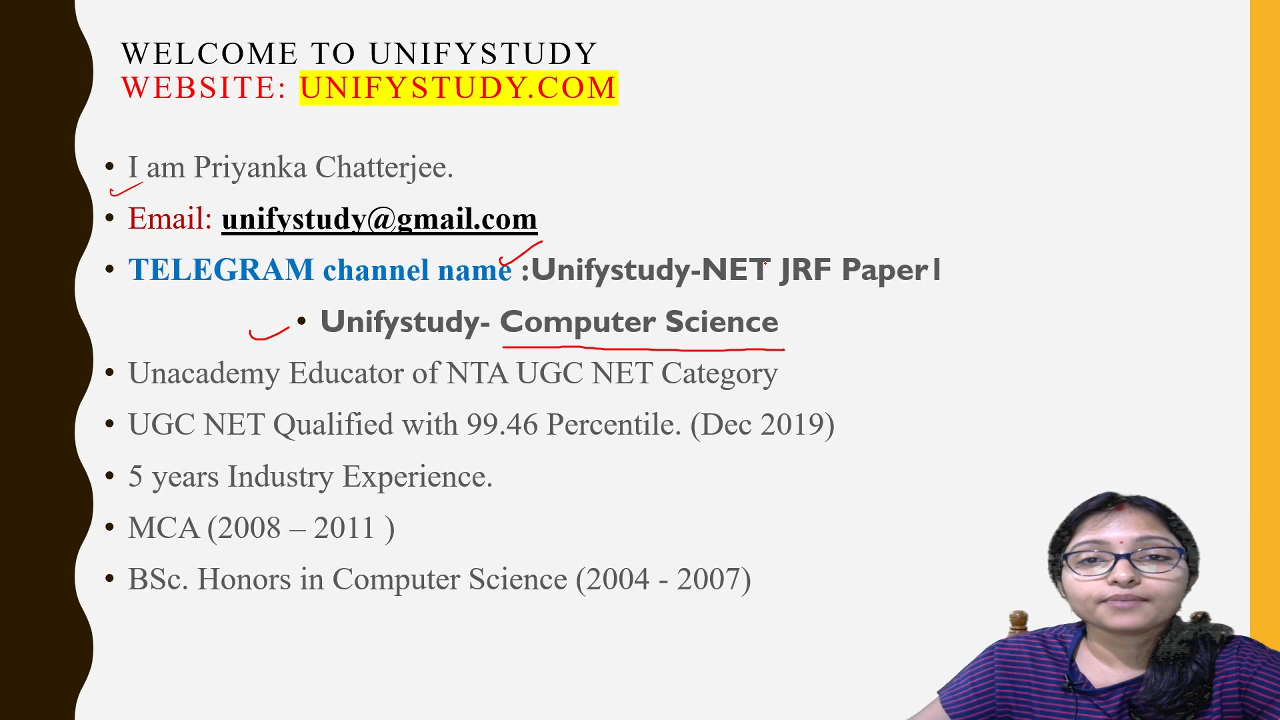 WELCOME TO UNIFYSTUDY
WEBSITE: UNIFYSTUDY.COM
• I am Priyanka Chatterjee.
• Email: unifystudy@gmail.com
• TELEGRAM channel name :Unifystudy-NET JRF Paper1
• Unifystudy- Computer Science
• Unacademy Educator of NTA UGC NET Category
• UGC NET Qualified with 99.46 Percentile. (Dec 2019)
• 5 years Industry Experience.
• MCA (2008 – 2011 )
• BSc. Honors in Computer Science (2004 - 2007)